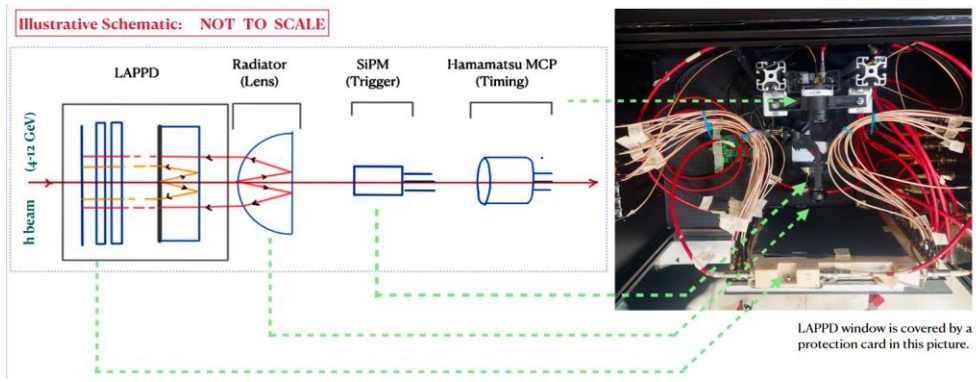 Illustrative Schematic: NOT TO SCALE
LAPPD
Radiator
(Lens)
SiPM
(Trigger)
Hamamatsu MCP
(Timing)
h beam (4-12 GeV)
LAPPD window is covered by a
protection card in this picture.